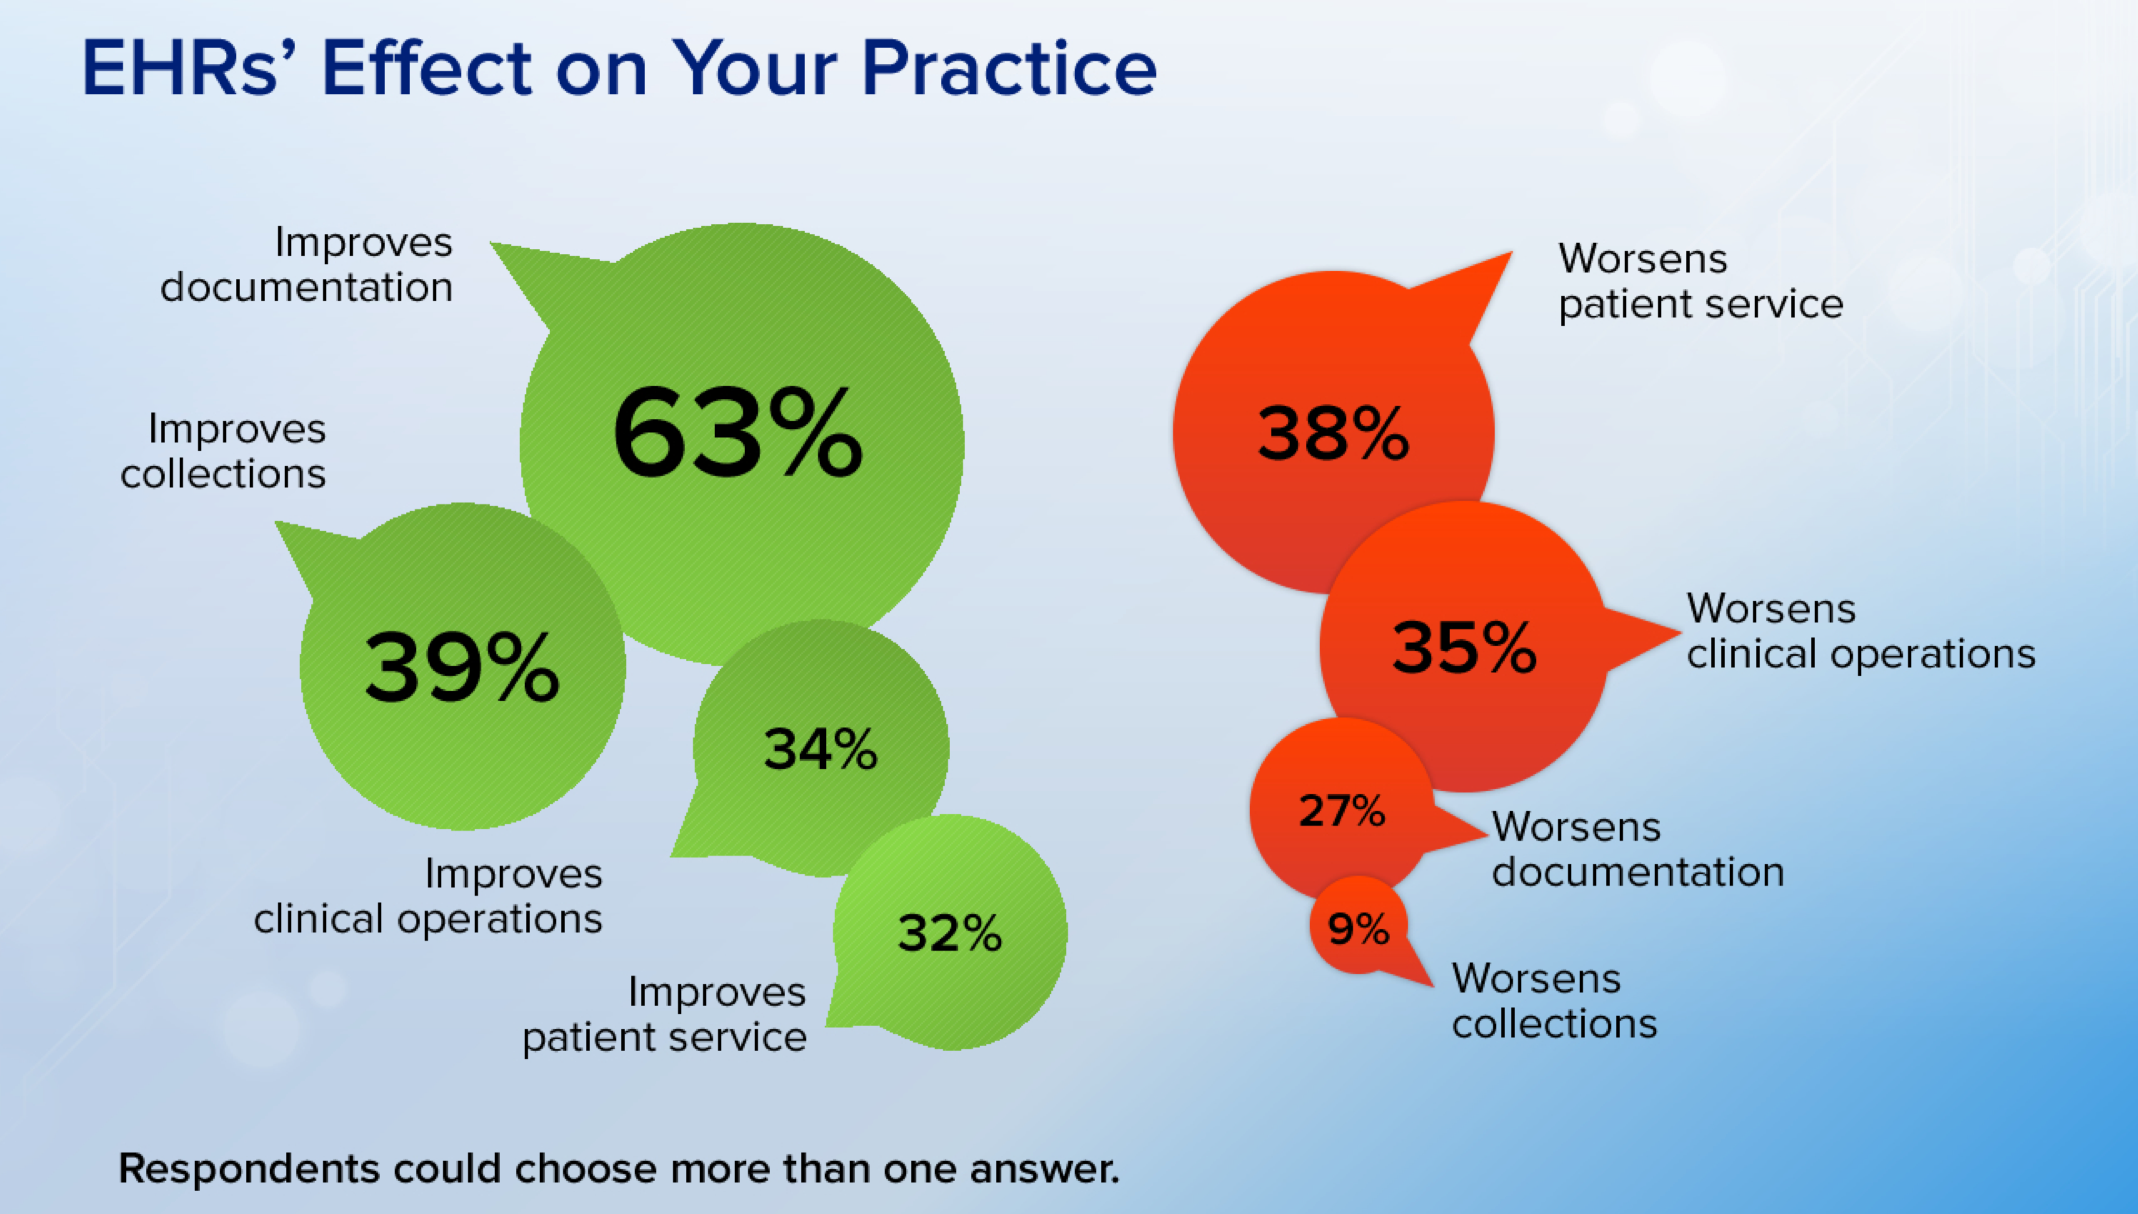 EHRs’ Effect on Your Practice
Improves
documentation
63%
Improves
collections
39%
34%
Improves
clinical operations
32%
Improves
patient service
Worsens
patient service
38%
35%
Worsens
clinical operations
27%
Worsens
documentation
9%
Worsens
collections
Respondents could choose more than one answer.